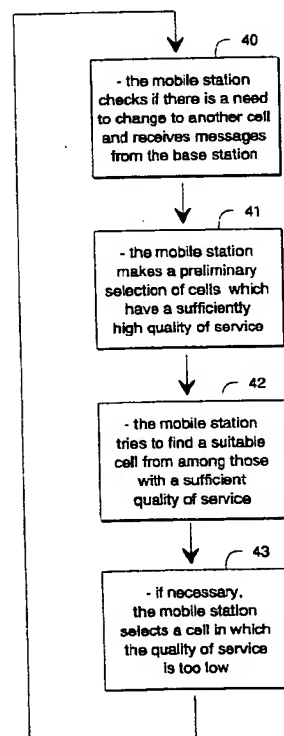 40
- the mobile station
checks if there is a need
to change to another cell
and receives messages
from the base station
41
- the mobile station
makes a preliminary
selection of cells which
have a sufficiently
high quality of service
42
- the mobile station
tries to find a suitable
cell from among those
with a sufficient
quality of service
43
- if necessary,
the mobile station
selects a cell in which
the quality of service
is too low